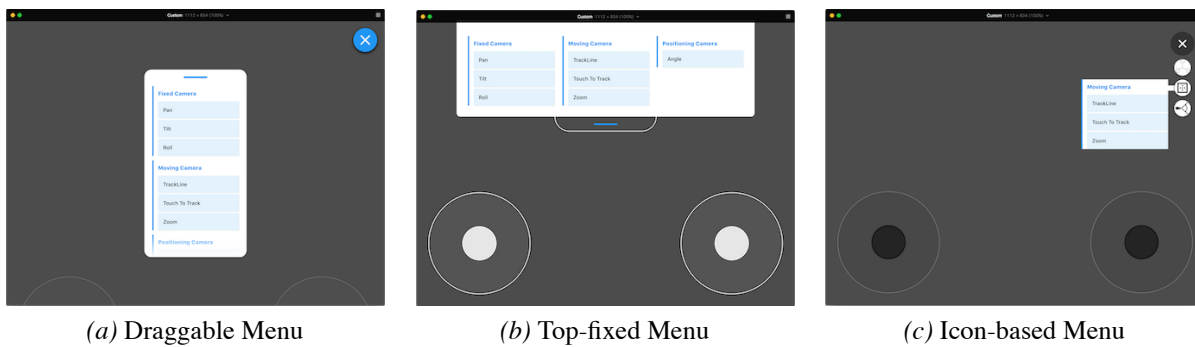 Custom 1112 × 834 (100%)
Fixed Camera
Pan
Tilt
Roll
Moving Camera
TrackLine
Touch To Track
Zoom
Positioning Camera
(a) Draggable Menu
Custom 1112 × 834 (100%)
Fixed Camera
Pan
Tilt
Roll
Moving Camera
TrackLine
Touch To Track
Zoom
Positioning Camera
Angle
(b) Top-fixed Menu
Custom 1112 × 834 (100%)
Moving Camera
TrackLine
Touch To Track
Zoom
(c) Icon-based Menu